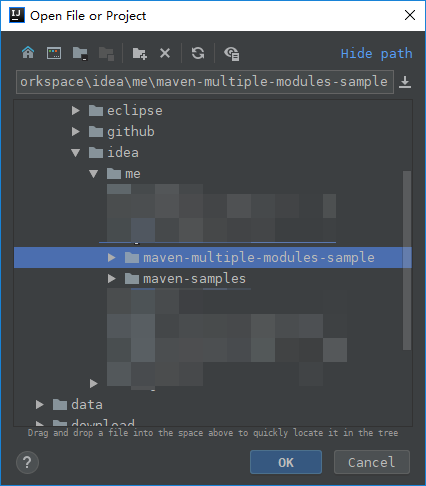 Open File or Project
Hide path
orkspace\idea\me\maven-multiple-modules-sample
eclipse
github
idea
me
maven-multiple-modules-sample
maven-samples
data
download
Drag and drop a file into the space above to quickly locate it in the tree
?
OK
Cancel